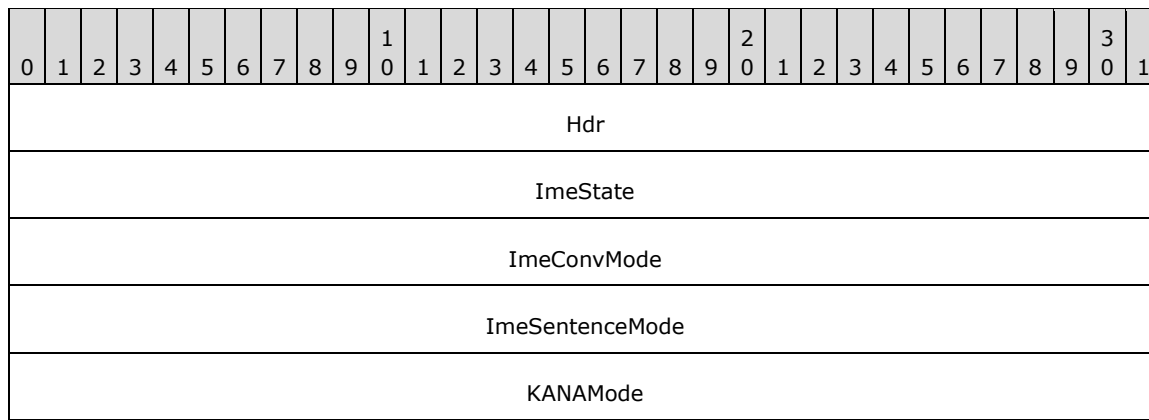 1 2 3
0 1 2 3 4 5 6 7 8 9 0 1 2 3 4 5 6 7 8 9 0 1 2 3 4 5 6 7 8 9 0 1
Hdr
ImeState
ImeConvMode
ImeSentenceMode
KANAMode